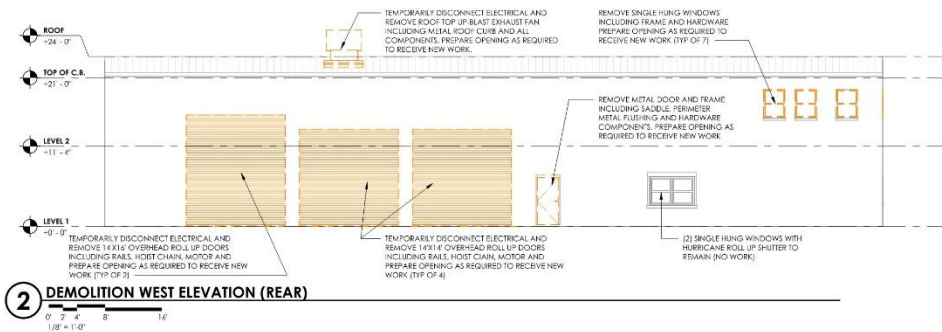 TEMPORARILY DISCONNECT ELECTRICAL AND
REMOVE ROOF TOP UP-BLAST EXHAUST FAN
INCLUDING METAL ROOF CURB AND ALL
COMPONENTS. PREPARE OPENING AS REQUIRED
TO RECEIVE NEW WORK.
REMOVE SINGLE HUNG WINDOWS
INCLUDING FRAME AND HARDWARE
PREPARE OPENING AS REQUIRED TO
RECEIVE NEW WORK (TYP OF 7)
ROOF
+24' - 0"
TOP OF C.B.
+21' - 0"
REMOVE METAL DOOR AND FRAME
INCLUDING SADDLE, PERIMETER
METAL FLUSHING AND HARDWARE
COMPONENTS. PREPARE OPENING AS
REQUIRED TO RECEIVE NEW WORK.
LEVEL 2
+11' - 4"
LEVEL 1
+0' - 0"
TEMPORARILY DISCONNECT ELECTRICAL AND
REMOVE 14'X16' OVERHEAD ROLL UP DOORS
INCLUDING RAILS, HOIST CHAIN, MOTOR AND
PREPARE OPENING AS REQUIRED TO RECEIVE NEW
WORK (TYP OF 2)
TEMPORARILY DISCONNECT ELECTRICAL AND
REMOVE 14'X14' OVERHEAD ROLL UP DOORS
INCLUDING RAILS, HOIST CHAIN, MOTOR AND
PREPARE OPENING AS REQUIRED TO RECEIVE NEW
WORK (TYP OF 4)
(2) SINGLE HUNG WINDOWS WITH
HURRICANE ROLL UP SHUTTER TO
REMAIN (NO WORK)
2 DEMOLITION WEST ELEVATION (REAR)
0' 2' 4' 8' 16'
1/8" = 1'-0"